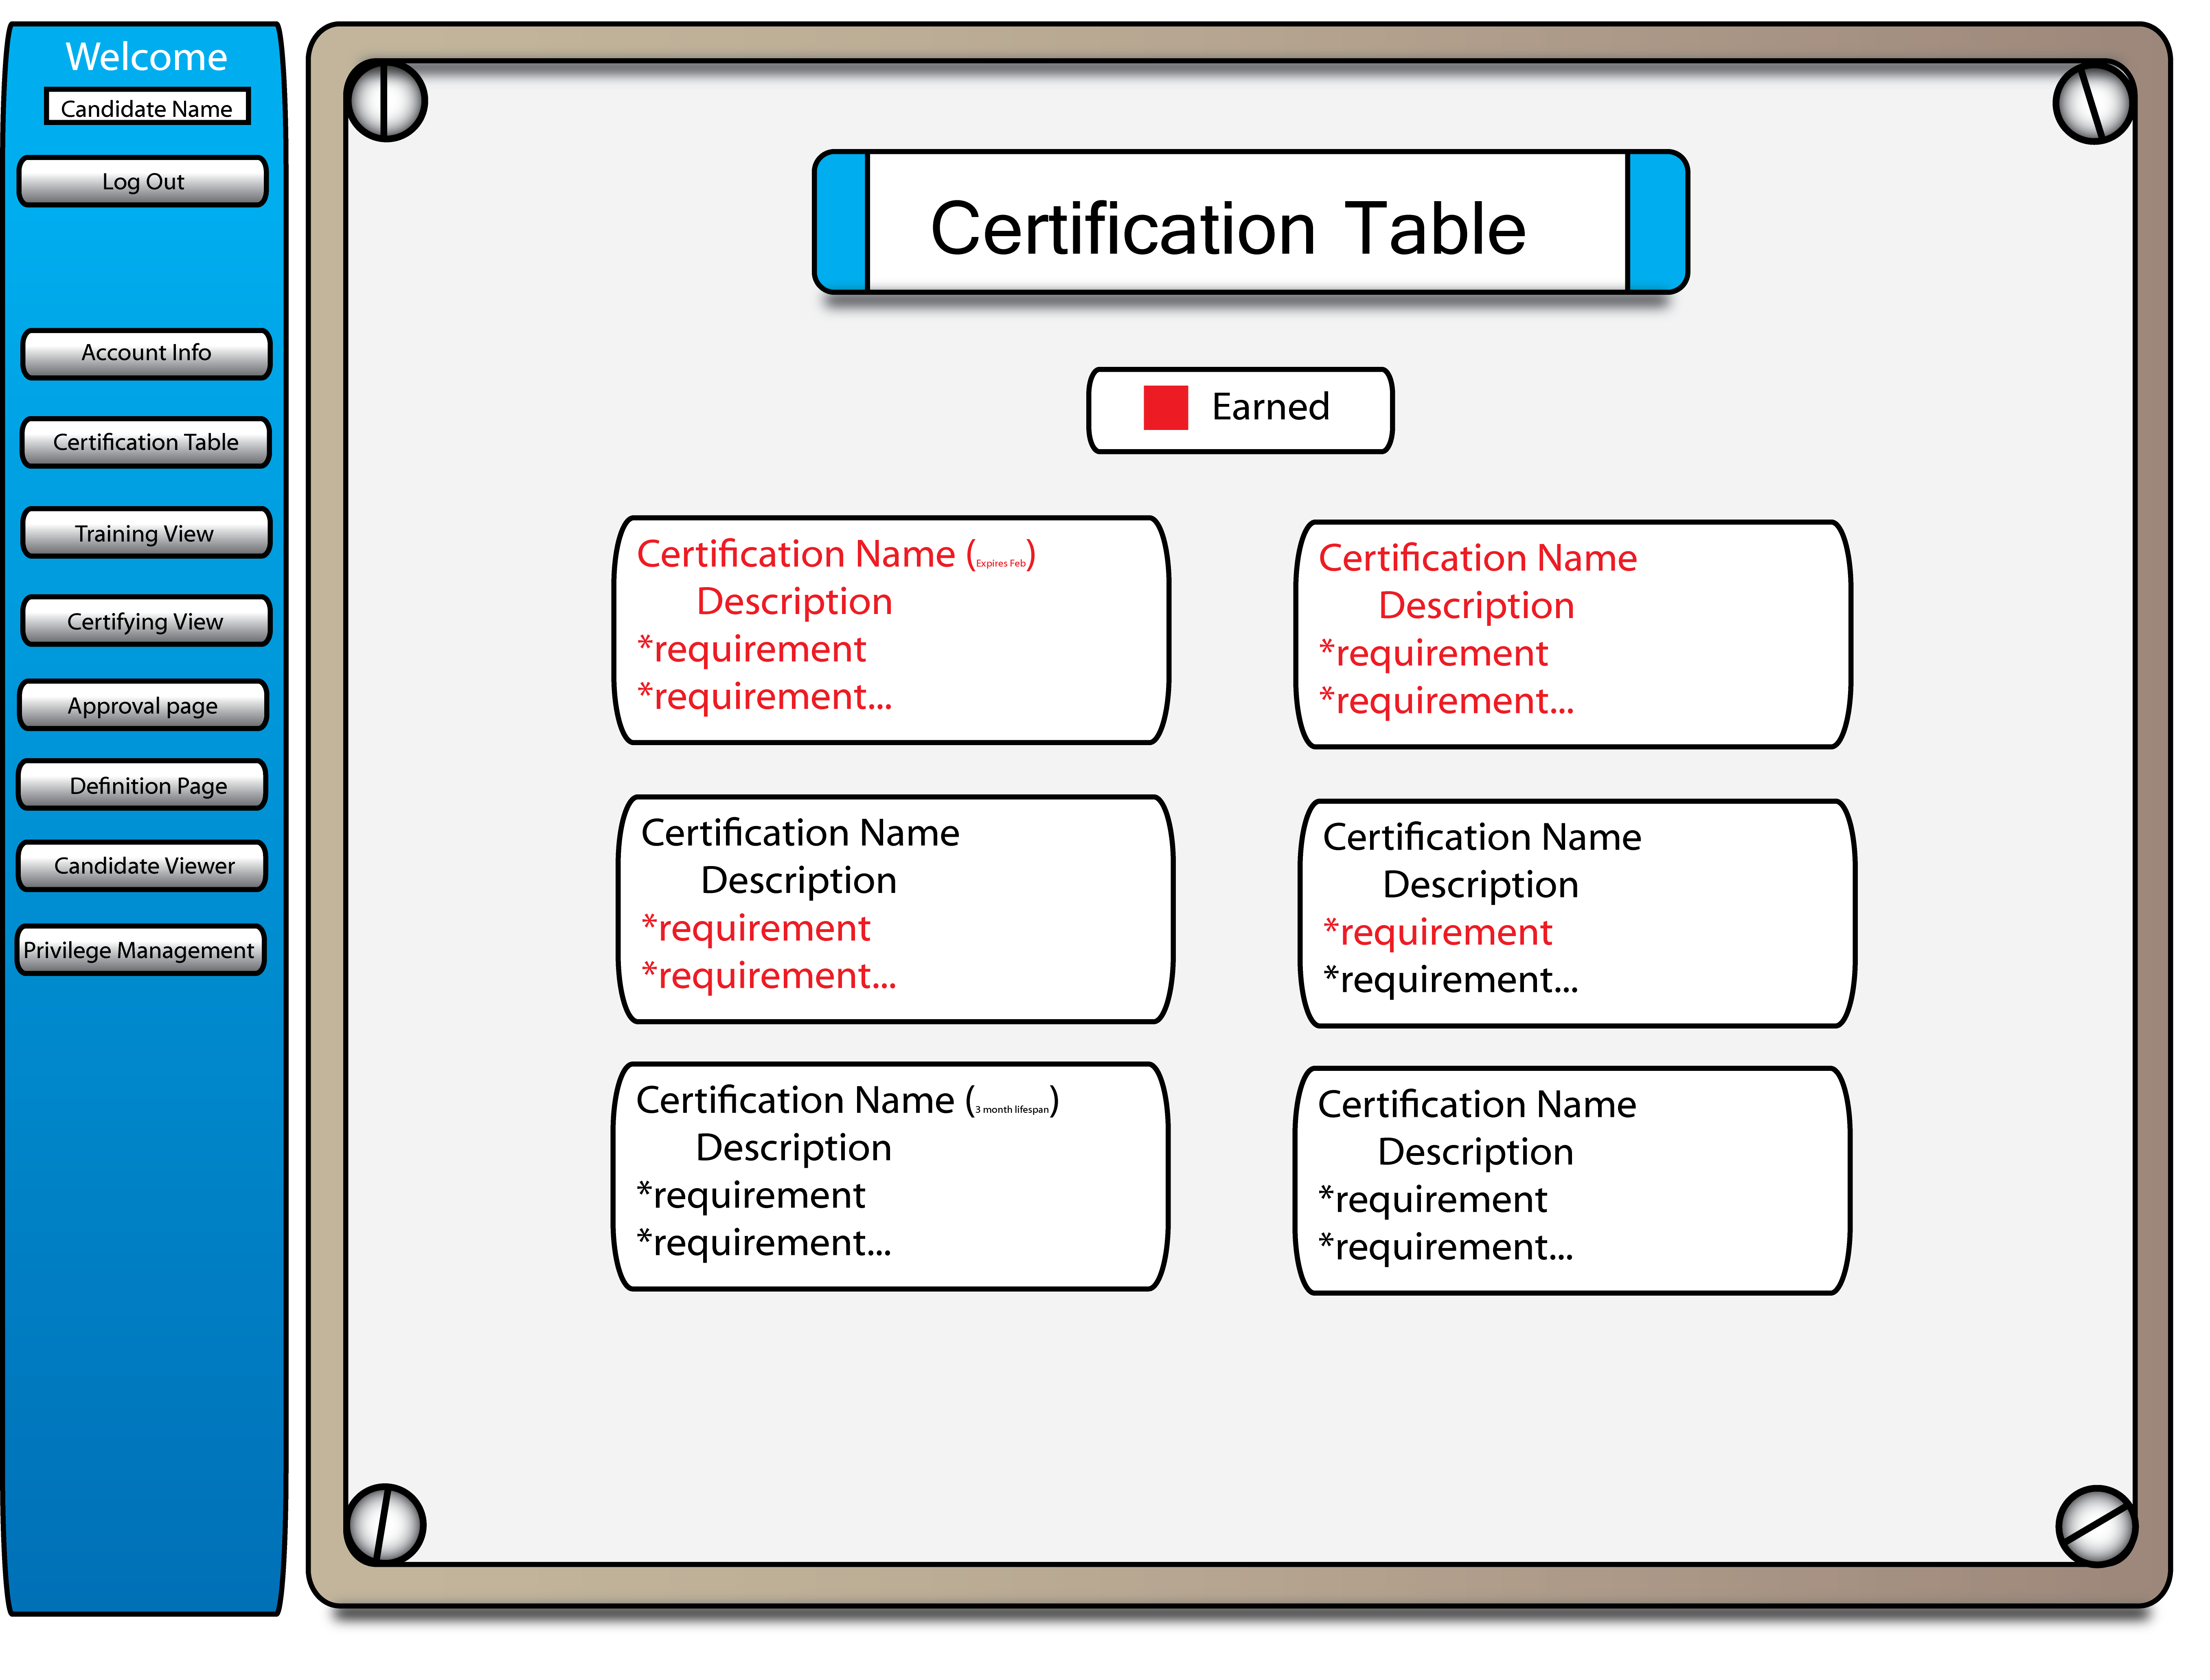 Welcome
Candidate Name
Log Out
Account Info
Certification Table
Training View
Certifying View
Approval page
Definition Page
Candidate Viewer
Privilege Management
Certification Table
Earned
Certification Name (Expires Feb)
Description
*requirement
*requirement...
Certification Name
Description
*requirement
*requirement...
Certification Name
Description
*requirement
*requirement...
Certification Name
Description
*requirement
*requirement...
Certification Name (3 month lifespan)
Description
*requirement
*requirement...
Certification Name
Description
*requirement
*requirement...